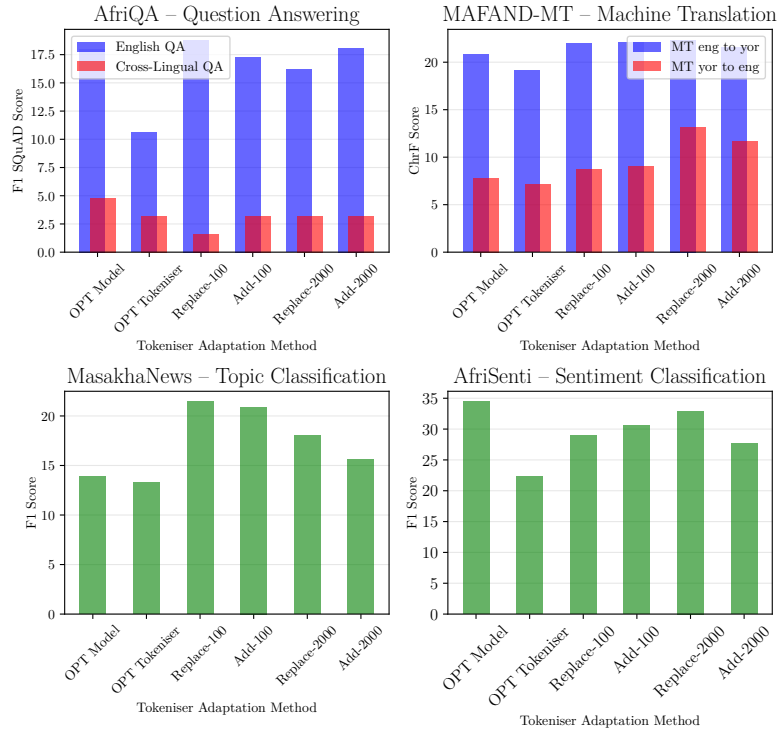 AfriQA – Question Answering
English QA
Cross-Lingual QA
F1 SQuAD Score
17.5
15.0
12.5
10.0
7.5
5.0
2.5
0.0
OPT Model
OPT Tokeniser
Replace-100
Add-100
Replace-2000
Add-2000
Tokeniser Adaptation Method
MAFAND-MT – Machine Translation
MT eng to yor
MT yor to eng
ChrF Score
20
15
10
5
0
OPT Model
OPT Tokeniser
Replace-100
Add-100
Replace-2000
Add-2000
Tokeniser Adaptation Method
MasakhaNews – Topic Classification
F1 Score
20
15
10
5
0
OPT Model
OPT Tokeniser
Replace-100
Add-100
Replace-2000
Add-2000
Tokeniser Adaptation Method
AfriSenti – Sentiment Classification
F1 Score
35
30
25
20
15
10
5
0
OPT Model
OPT Tokeniser
Replace-100
Add-100
Replace-2000
Add-2000
Tokeniser Adaptation Method